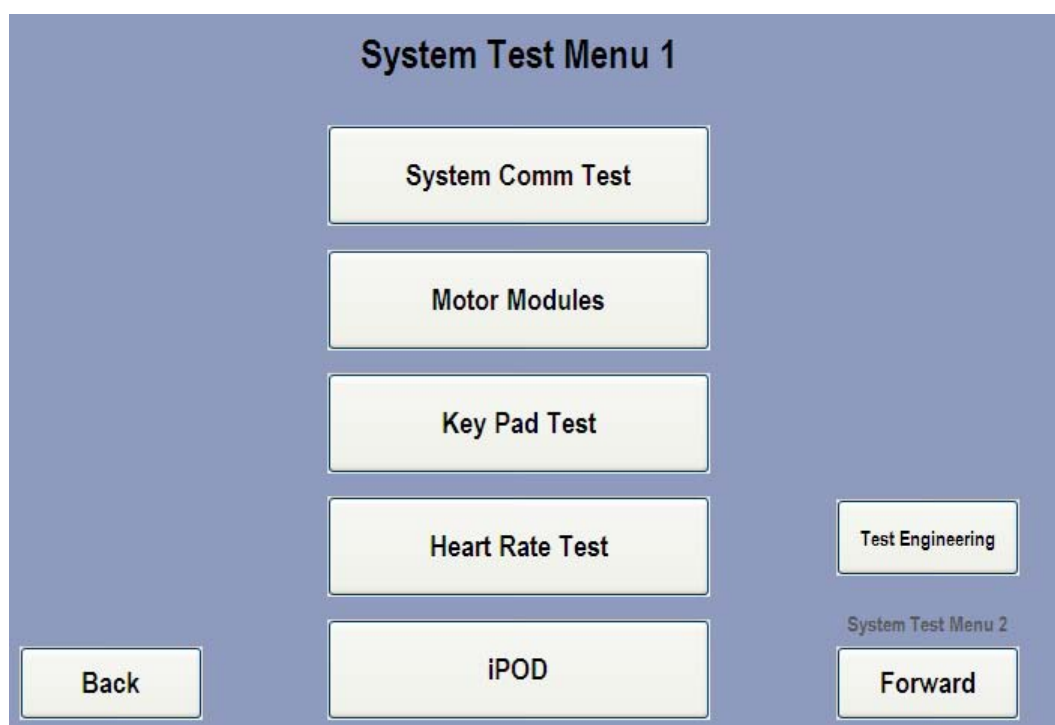 System Test Menu 1
System Comm Test
Motor Modules
Key Pad Test
Heart Rate Test
Test Engineering
System Test Menu 2
Back
iPOD
Forward